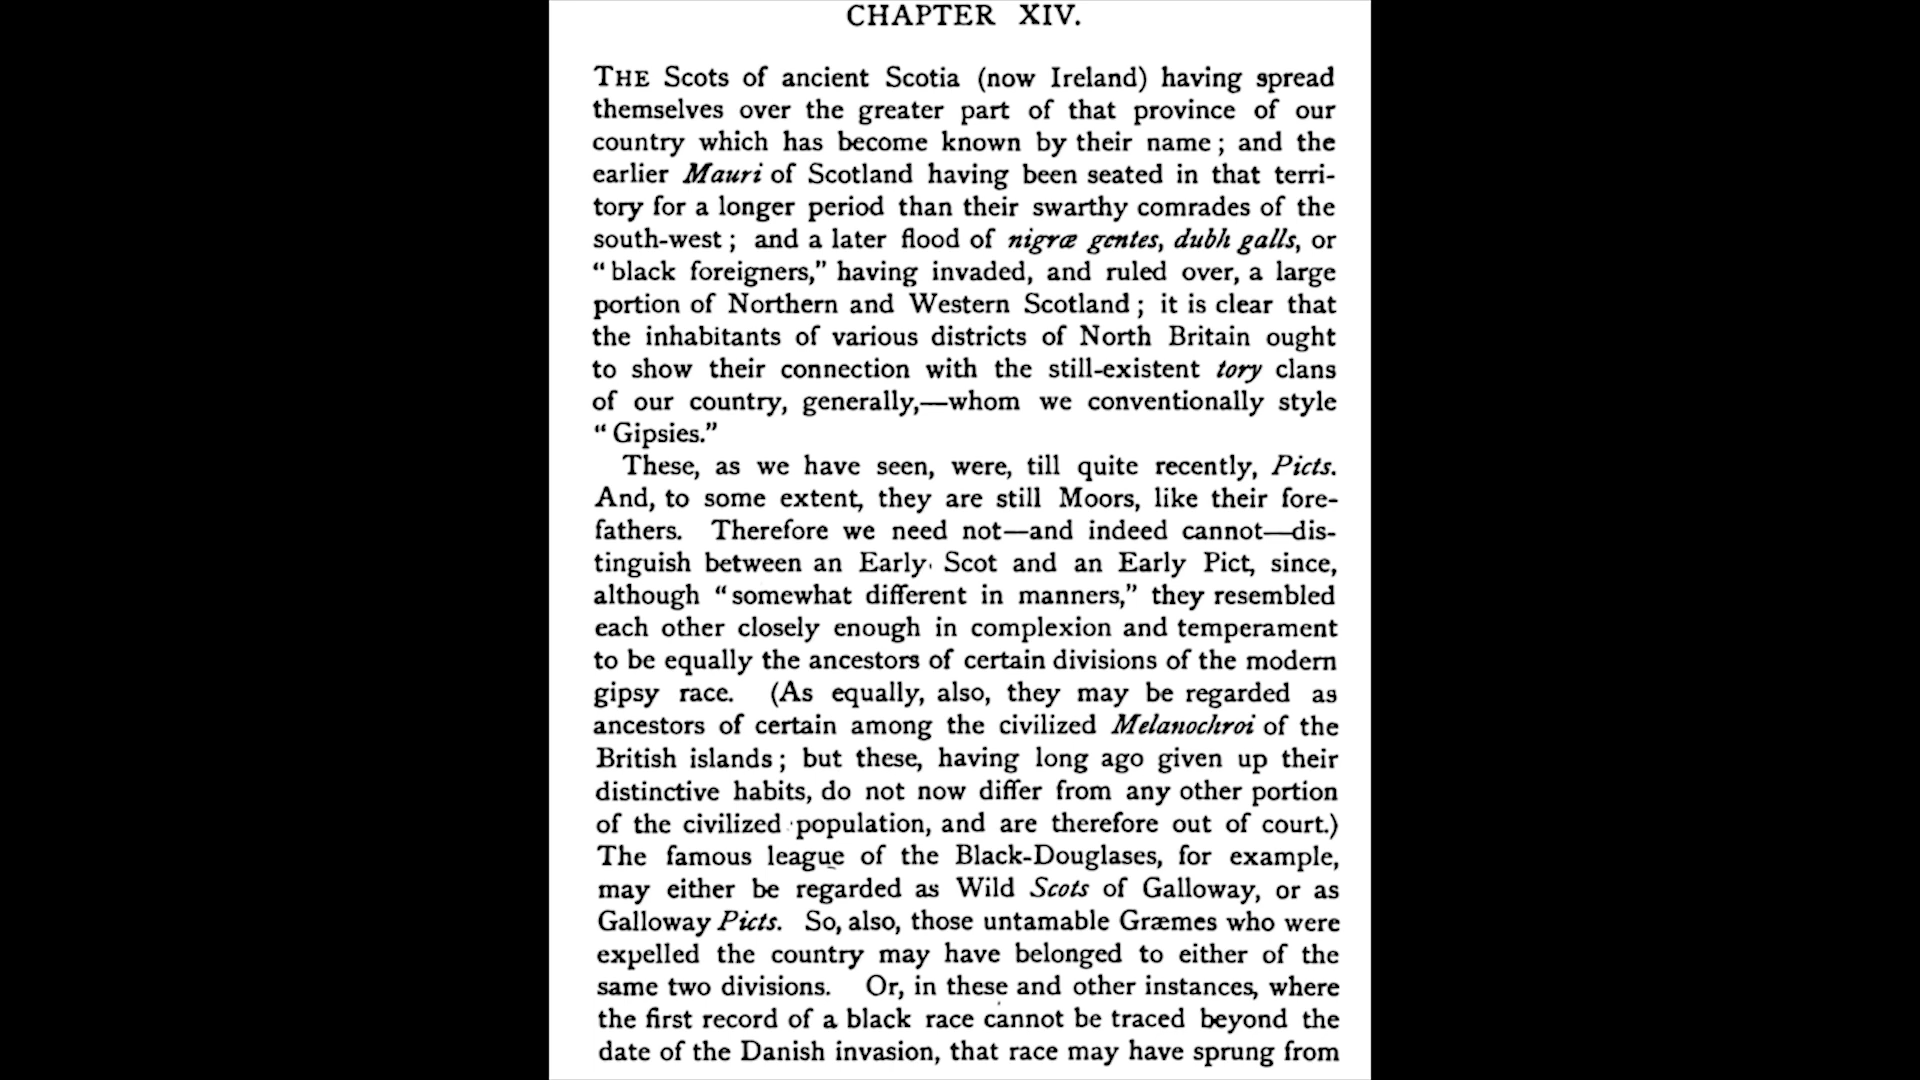 CHAPTER XIV.
THE Scots of ancient Scotia (now Ireland) having spread
themselves over the greater part of that province of our
country which has become known by their name; and the
earlier Mauri of Scotland having been seated in that terri-
tory for a longer period than their swarthy comrades of the
south-west; and a later flood of nigræ gentes, dubh galls, or
"black foreigners," having invaded, and ruled over, a large
portion of Northern and Western Scotland; it is clear that
the inhabitants of various districts of North Britain ought
to show their connection with the still-existent tory clans
of our country, generally,—whom we conventionally style
"Gipsies."
These, as we have seen, were, till quite recently, Picts.
And, to some extent, they are still Moors, like their fore-
fathers. Therefore we need not—and indeed cannot—dis-
tinguish between an Early Scot and an Early Pict, since,
although "somewhat different in manners," they resembled
each other closely enough in complexion and temperament
to be equally the ancestors of certain divisions of the modern
gipsy race. (As equally, also, they may be regarded as
ancestors of certain among the civilized Melanochroi of the
British islands; but these, having long ago given up their
distinctive habits, do not now differ from any other portion
of the civilized population, and are therefore out of court.)
The famous league of the Black-Douglases, for example,
may either be regarded as Wild Scots of Galloway, or as
Galloway Picts. So, also, those untamable Græmes who were
expelled the country may have belonged to either of the
same two divisions. Or, in these and other instances, where
the first record of a black race cannot be traced beyond the
date of the Danish invasion, that race may have sprung from